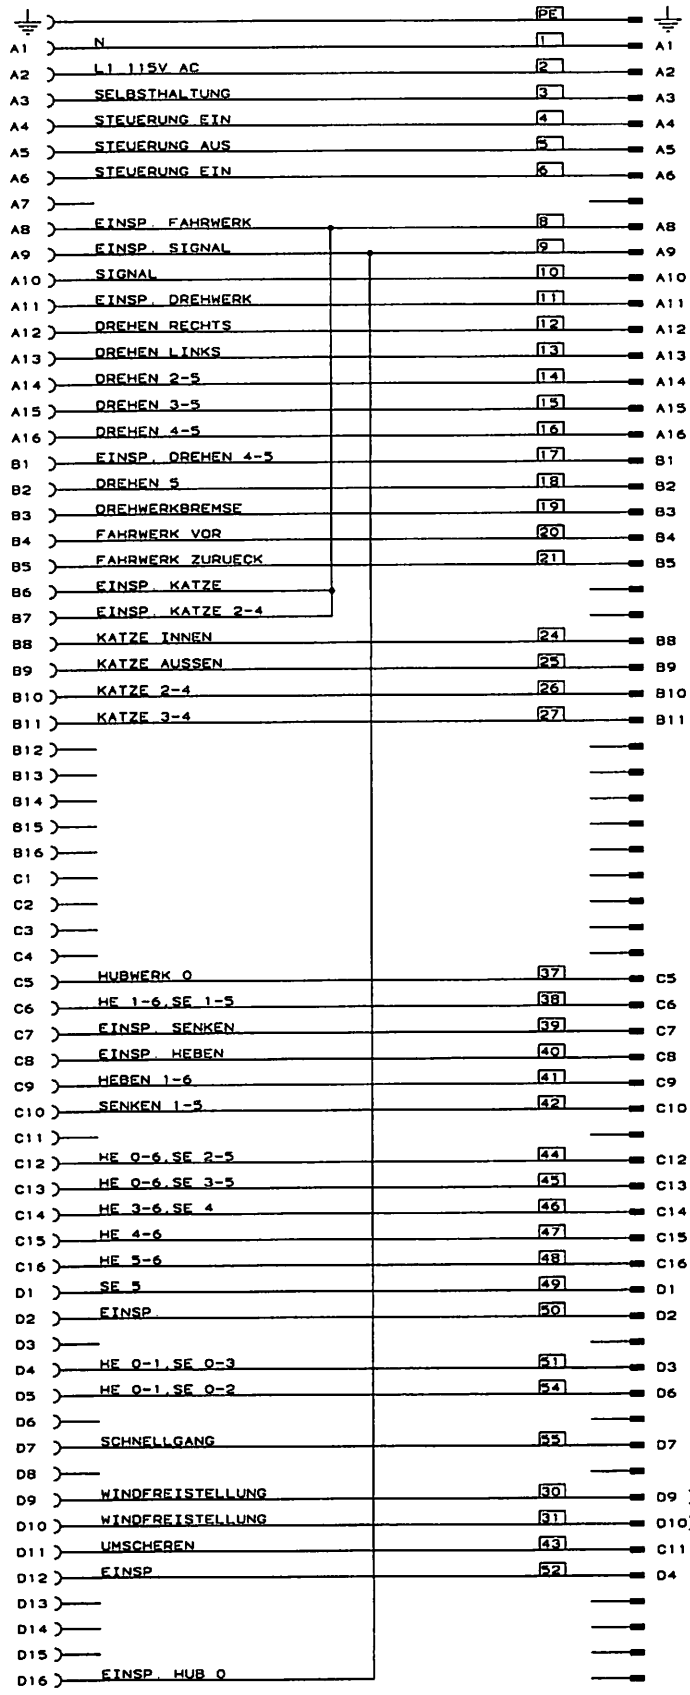 PE
A1 N 1 A1
A2 L1 115V AC 2 A2
A3 SELBSTHALTUNG 3 A3
A4 STEUERUNG EIN 4 A4
A5 STEUERUNG AUS 5 A5
A6 STEUERUNG EIN 6 A6
A7
A8 EINSP. FAHRWERK 8 A8
A9 EINSP. SIGNAL 9 A9
A10 SIGNAL 10 A10
A11 EINSP. DREHWERK 11 A11
A12 DREHEN RECHTS 12 A12
A13 DREHEN LINKS 13 A13
A14 DREHEN 2-5 14 A14
A15 DREHEN 3-5 15 A15
A16 DREHEN 4-5 16 A16
B1 EINSP. DREHEN 4-5 17 B1
B2 DREHEN 5 18 B2
B3 DREHWERKBREMSE 19 B3
B4 FAHRWERK VOR 20 B4
B5 FAHRWERK ZURUECK 21 B5
B6 EINSP. KATZE
B7 EINSP. KATZE 2-4
B8 KATZE INNEN 24 B8
B9 KATZE AUSSEN 25 B9
B10 KATZE 2-4 26 B10
B11 KATZE 3-4 27 B11
B12
B13
B14
B15
B16
C1
C2
C3
C4
C5 HUBWERK 0 37 C5
C6 HE 1-6,SE 1-5 38 C6
C7 EINSP. SENKEN 39 C7
C8 EINSP. HEBEN 40 C8
C9 HEBEN 1-6 41 C9
C10 SENKEN 1-5 42 C10
C11
C12 HE 0-6,SE 2-5 44 C12
C13 HE 0-6,SE 3-5 45 C13
C14 HE 3-6,SE 4 46 C14
C15 HE 4-6 47 C15
C16 HE 5-6 48 C16
D1 SE 5 49 D1
D2 EINSP. 50 D2
D3
D4 HE 0-1,SE 0-3 51 D3
D5 HE 0-1,SE 0-2 54 D6
D6
D7 SCHNELLGANG 55 D7
D8
D9 WINDFREISTELLUNG 30 D9 )
D10 WINDFREISTELLUNG 31 D10)
D11 UMSCHEREN 43 C11
D12 EINSP 52 D4
D13
D14
D15
D16 EINSP. HUB 0